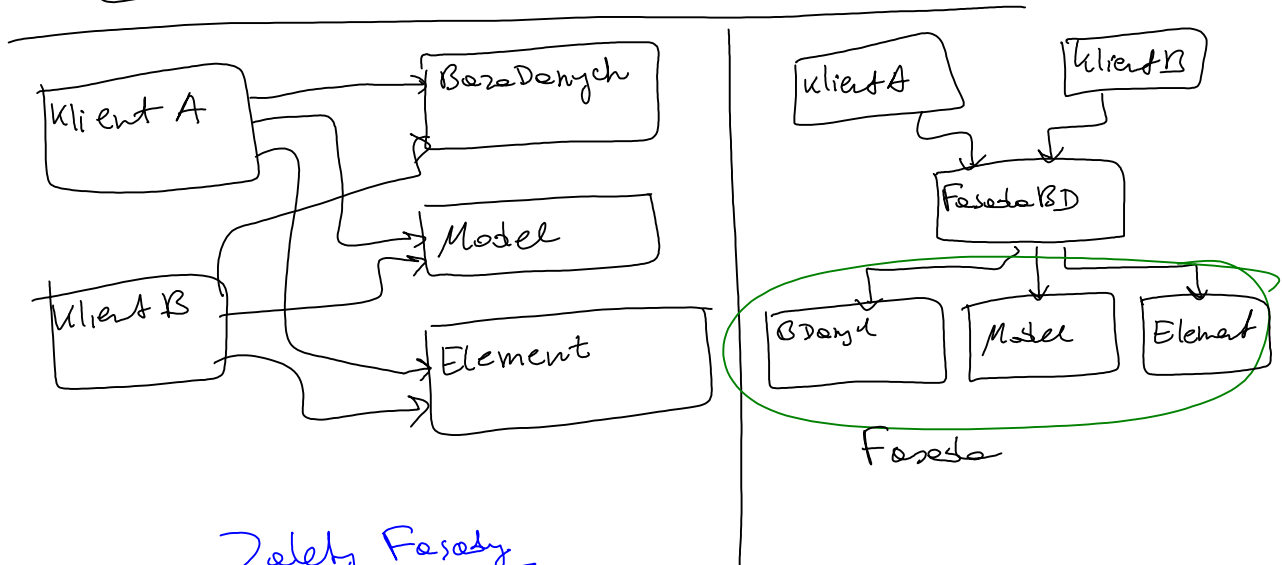 Klient A
BazaDanych
Model
Klient B
Element
Klient A
Klient B
FasadaBD
BDanych
Model
Element
Fasada
Zalety Fasady